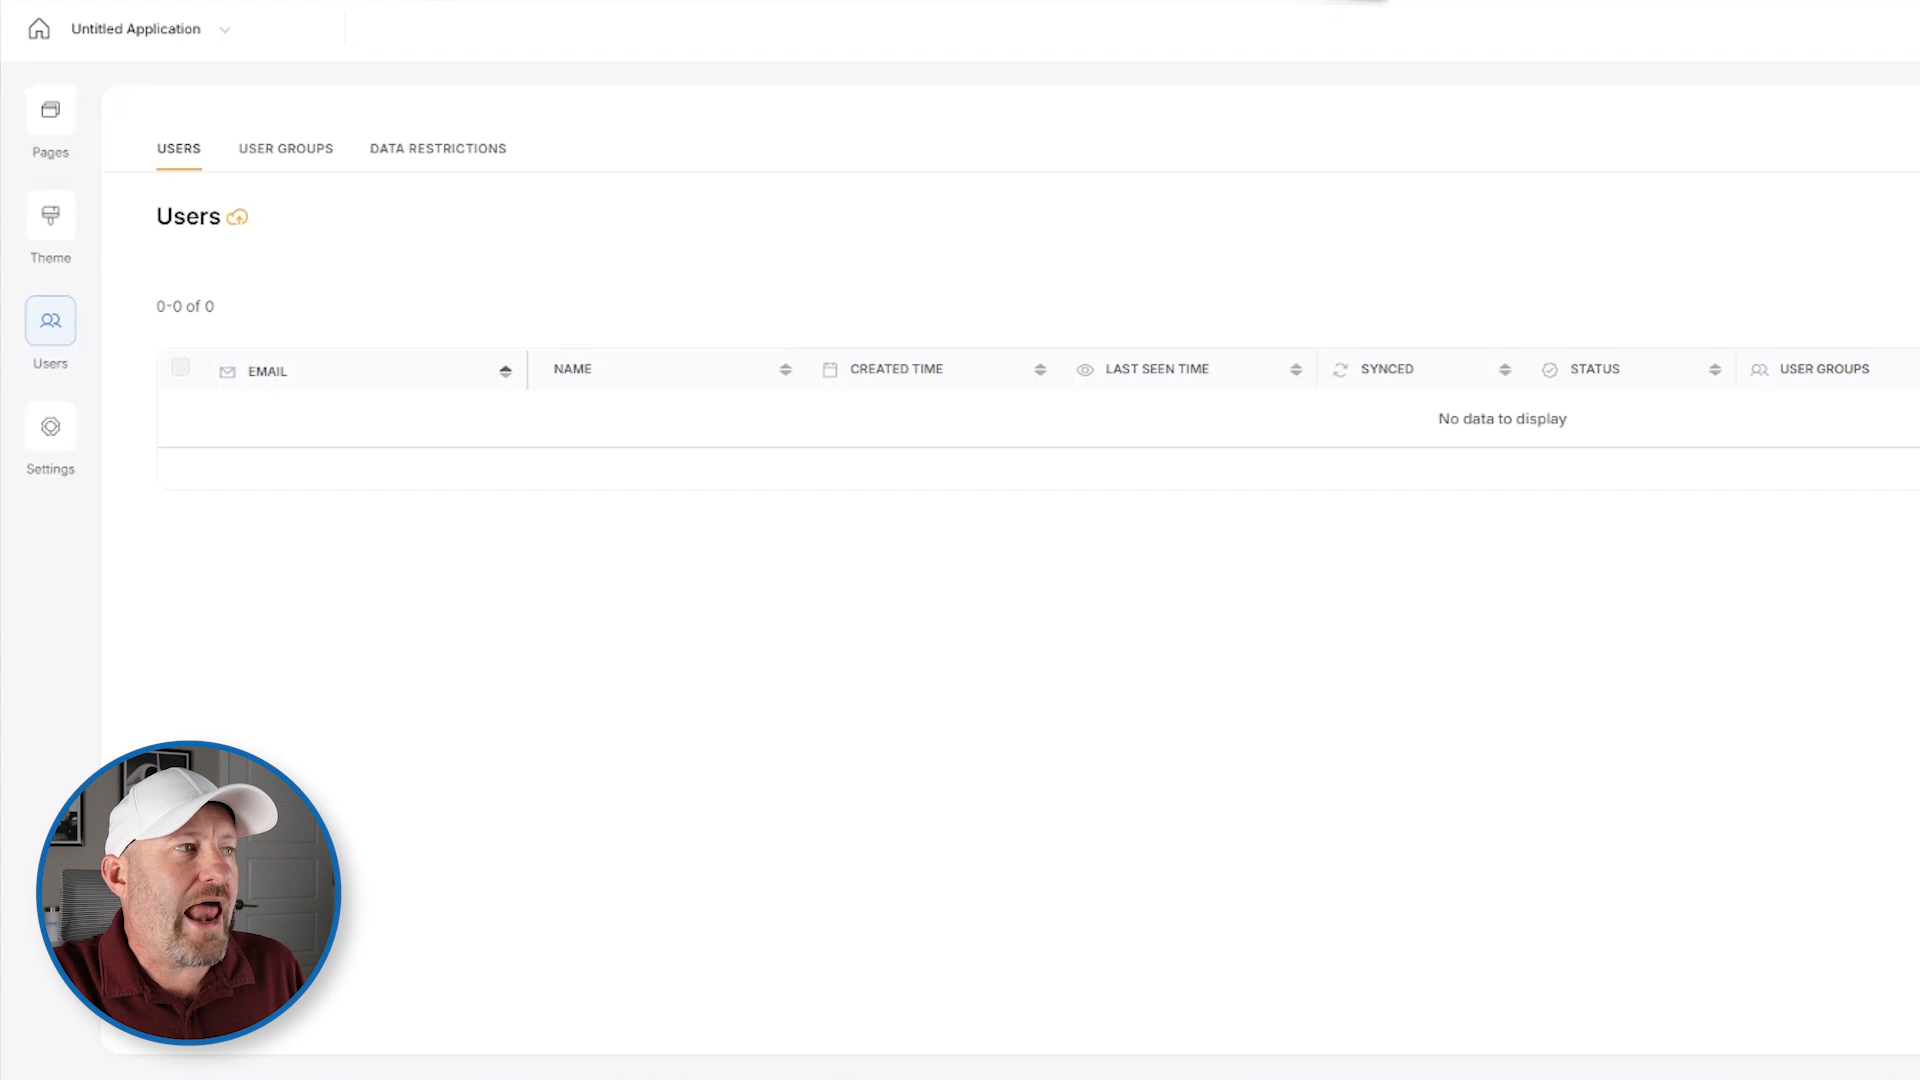 Untitled Application
Pages
Theme
Users
Settings
USERS USER GROUPS DATA RESTRICTIONS
Users
0-0 of 0
EMAIL NAME CREATED TIME LAST SEEN TIME SYNCED STATUS USER GROUPS
No data to display